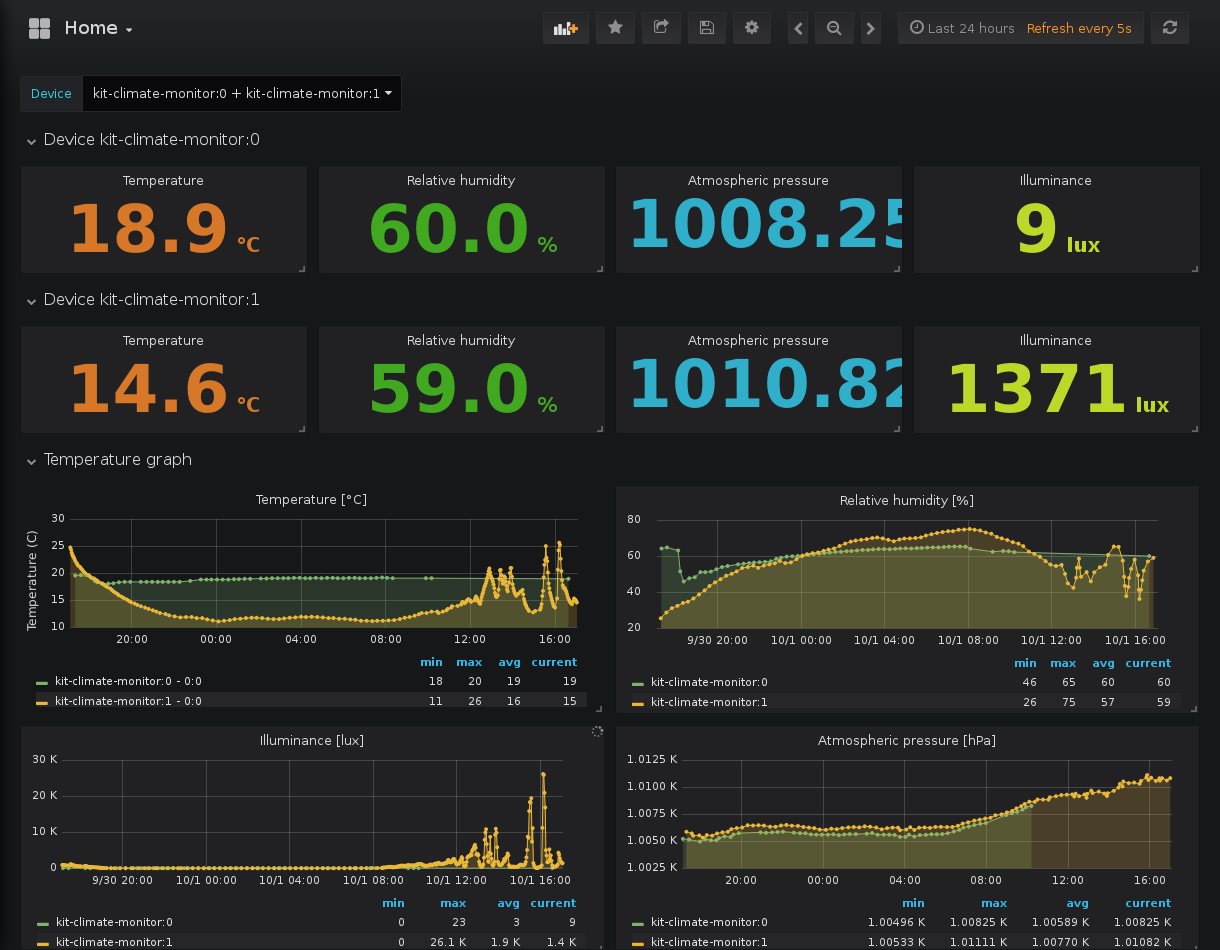 Home
Last 24 hours Refresh every 5s
Device kit-climate-monitor:0 + kit-climate-monitor:1
Device kit-climate-monitor:0
Temperature Relative humidity Atmospheric pressure Illuminance
18.9 °C 60.0 % 1008.25 9 lux
Device kit-climate-monitor:1
Temperature Relative humidity Atmospheric pressure Illuminance
14.6 °C 59.0 % 1010.82 1371 lux
Temperature graph
Temperature [°C]
Temperature (C)
30
25
20
15
10
20:00 00:00 04:00 08:00 12:00 16:00
min max avg current
kit-climate-monitor:0 - 0:0 18 20 19 19
kit-climate-monitor:1 - 0:0 11 26 16 15
Relative humidity [%]
80
60
40
20
9/30 20:00 10/1 00:00 10/1 04:00 10/1 08:00 10/1 12:00 10/1 16:00
min max avg current
kit-climate-monitor:0 46 65 60 60
kit-climate-monitor:1 26 75 57 59
Illuminance [lux]
30 K
20 K
10 K
0
9/30 20:00 10/1 00:00 10/1 04:00 10/1 08:00 10/1 12:00 10/1 16:00
min max avg current
kit-climate-monitor:0 0 23 3 9
kit-climate-monitor:1 0 26.1 K 1.9 K 1.4 K
Atmospheric pressure [hPa]
1.0125 K
1.0100 K
1.0075 K
1.0050 K
1.0025 K
20:00 00:00 04:00 08:00 12:00 16:00
min max avg current
kit-climate-monitor:0 1.00496 K 1.00825 K 1.00589 K 1.00825 K
kit-climate-monitor:1 1.00533 K 1.01111 K 1.00770 K 1.01082 K